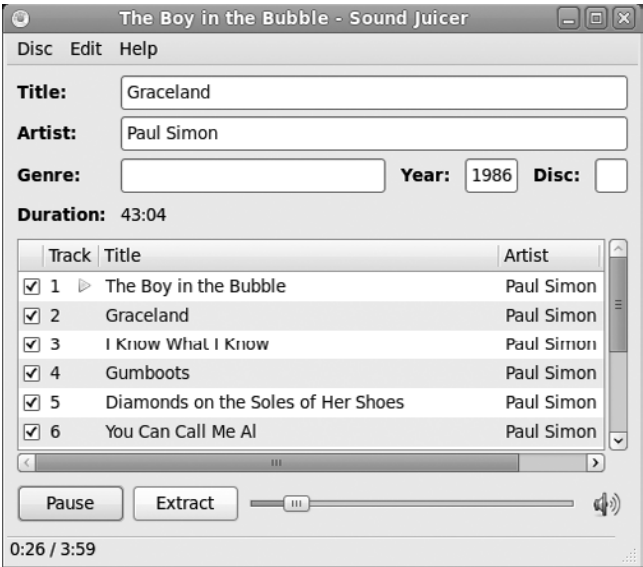 The Boy in the Bubble - Sound Juicer
Disc Edit Help
Title: Graceland
Artist: Paul Simon
Genre: Year: 1986 Disc:
Duration: 43:04
Track Title Artist
1 The Boy in the Bubble Paul Simon
2 Graceland Paul Simon
3 I Know What I Know Paul Simon
4 Gumboots Paul Simon
5 Diamonds on the Soles of Her Shoes Paul Simon
6 You Can Call Me Al Paul Simon
Pause Extract
0:26 / 3:59